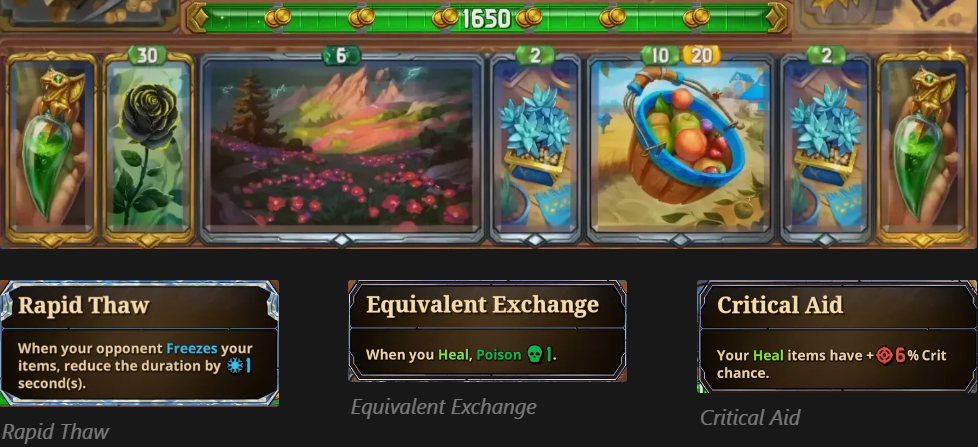 1650
30
6
2
10 20
2
Rapid Thaw
When your opponent Freezes your
items, reduce the duration by 1
second(s).
Rapid Thaw
Equivalent Exchange
When you Heal, Poison 1.
Equivalent Exchange
Critical Aid
Your Heal items have +6% Crit
chance.
Critical Aid